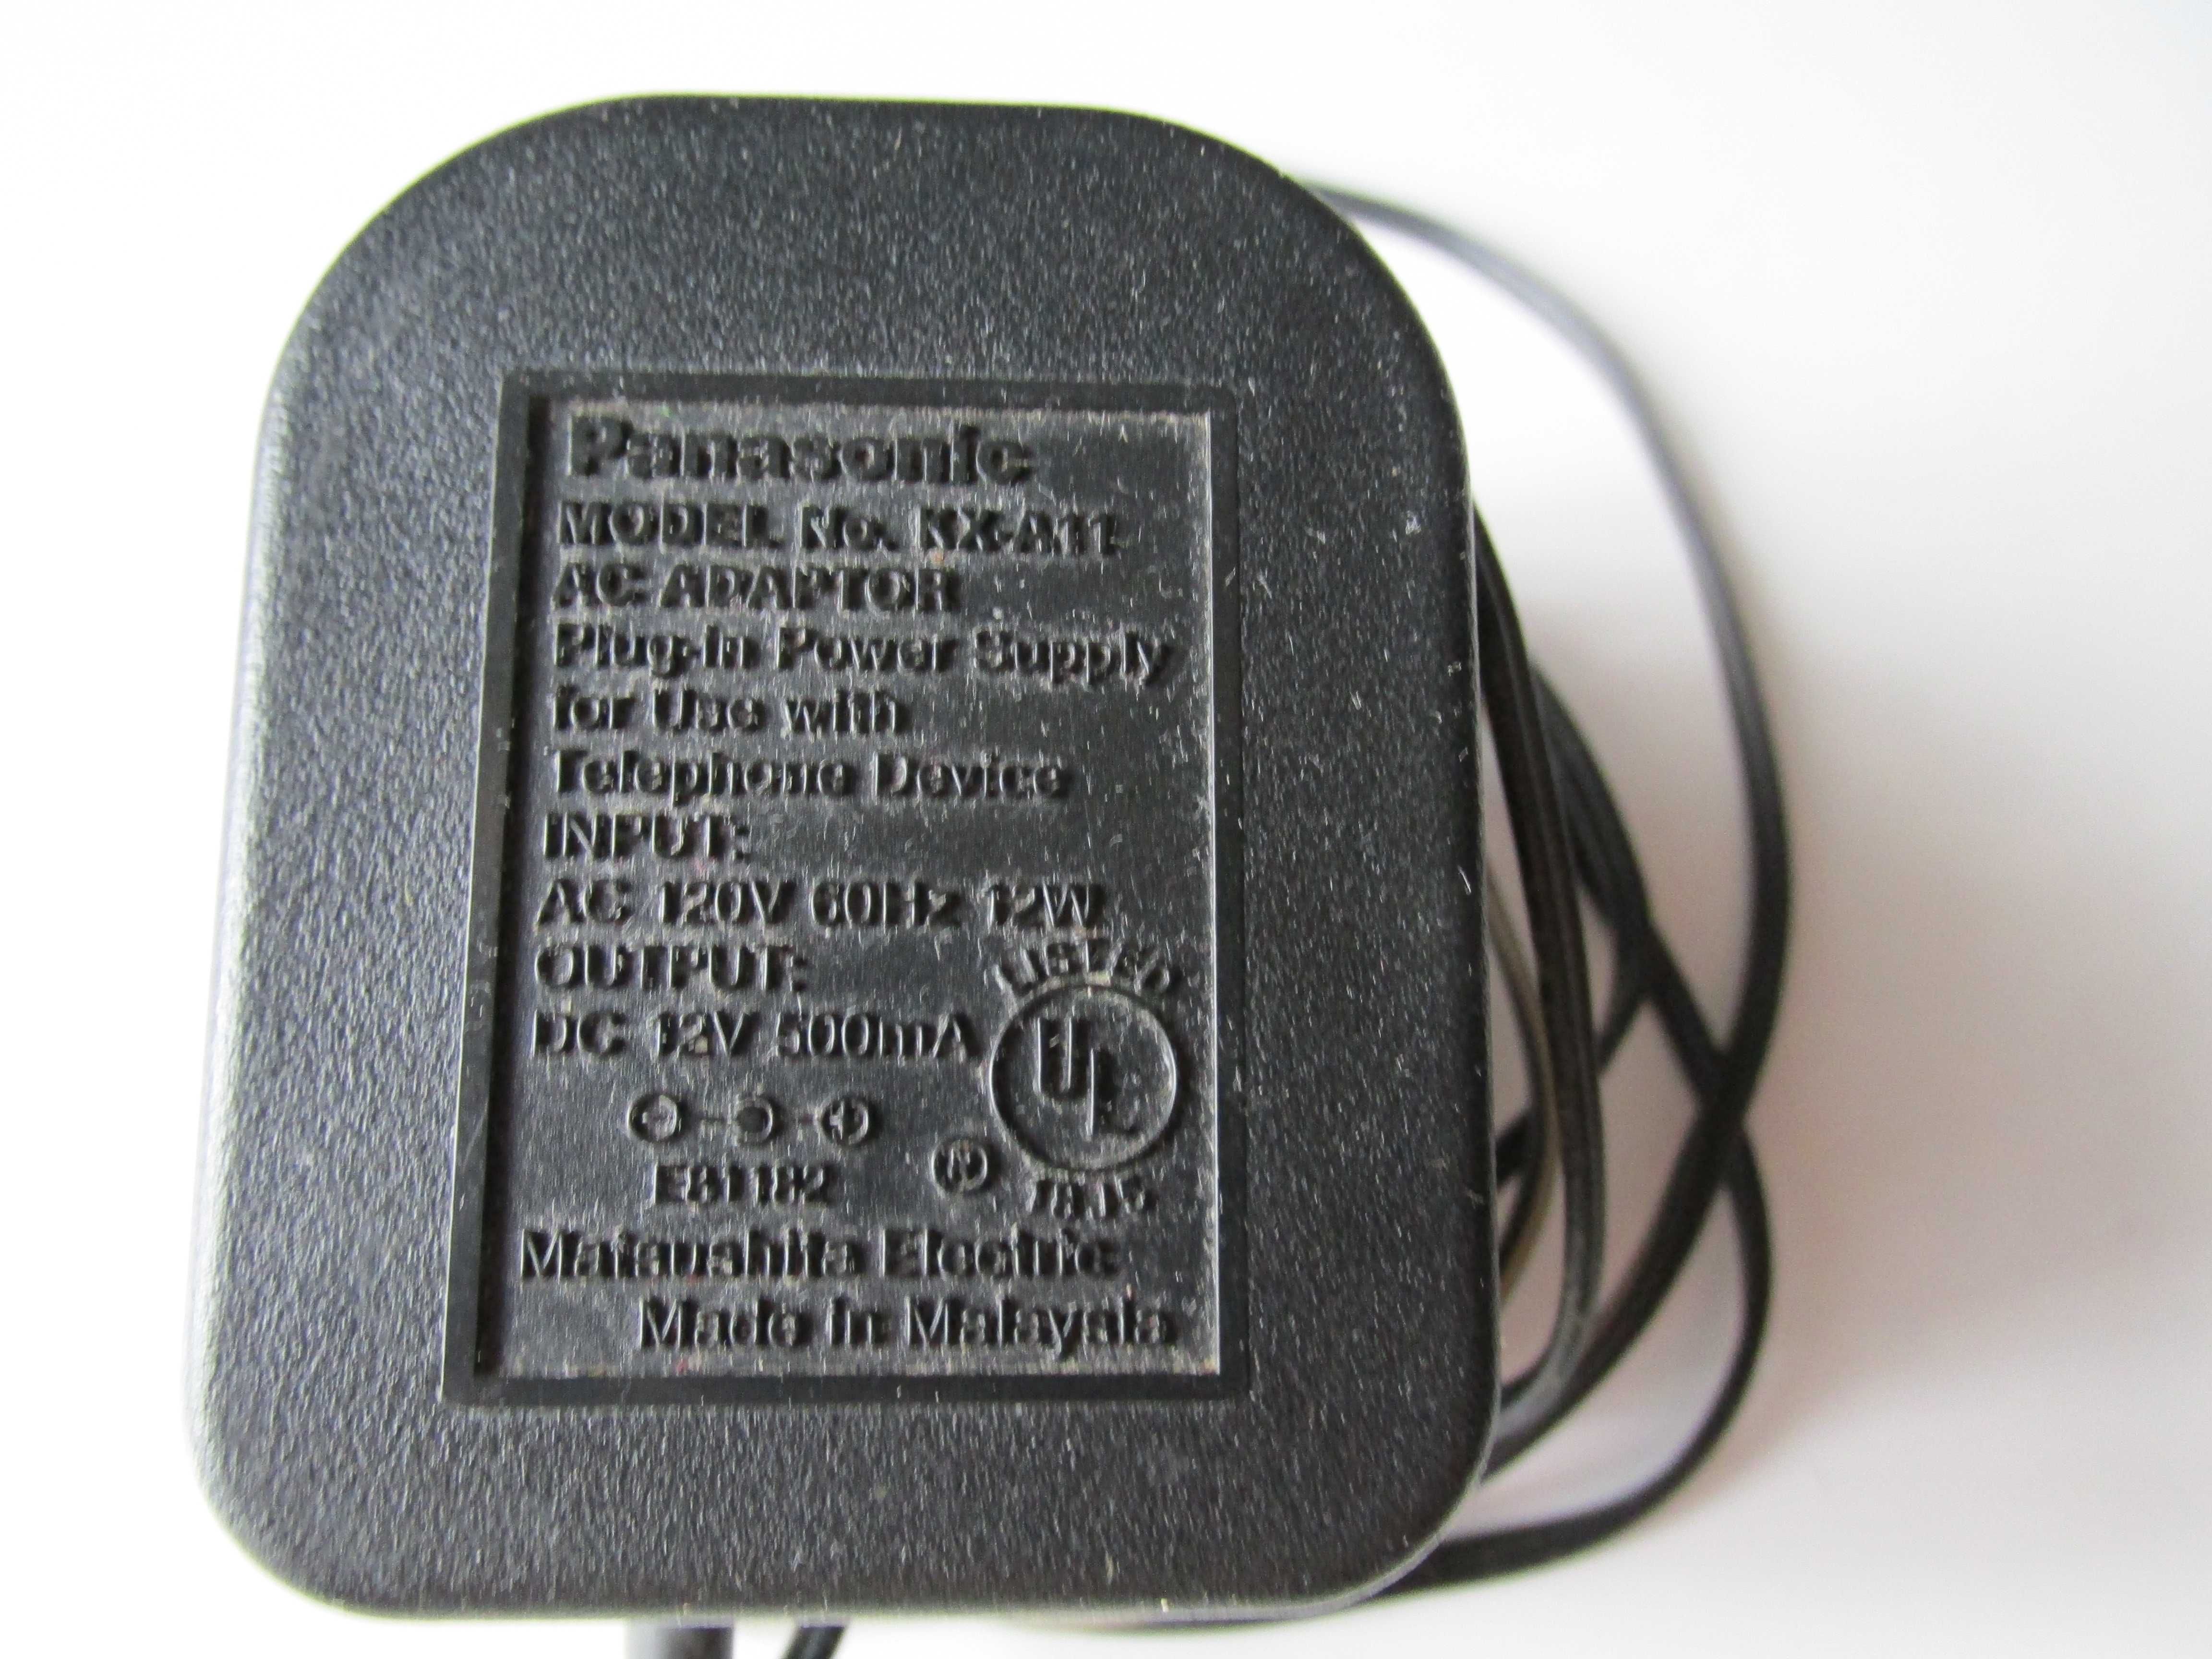 Panasonic
MODEL No. KX-A11
AC ADAPTOR
Plug-In Power Supply
for Use with
Telephone Device
INPUT:
AC 120V 60Hz 12W
OUTPUT:
DC 12V 500mA
LISTED
UL
E81182
®
Matsushita Electric
Made in Malaysia